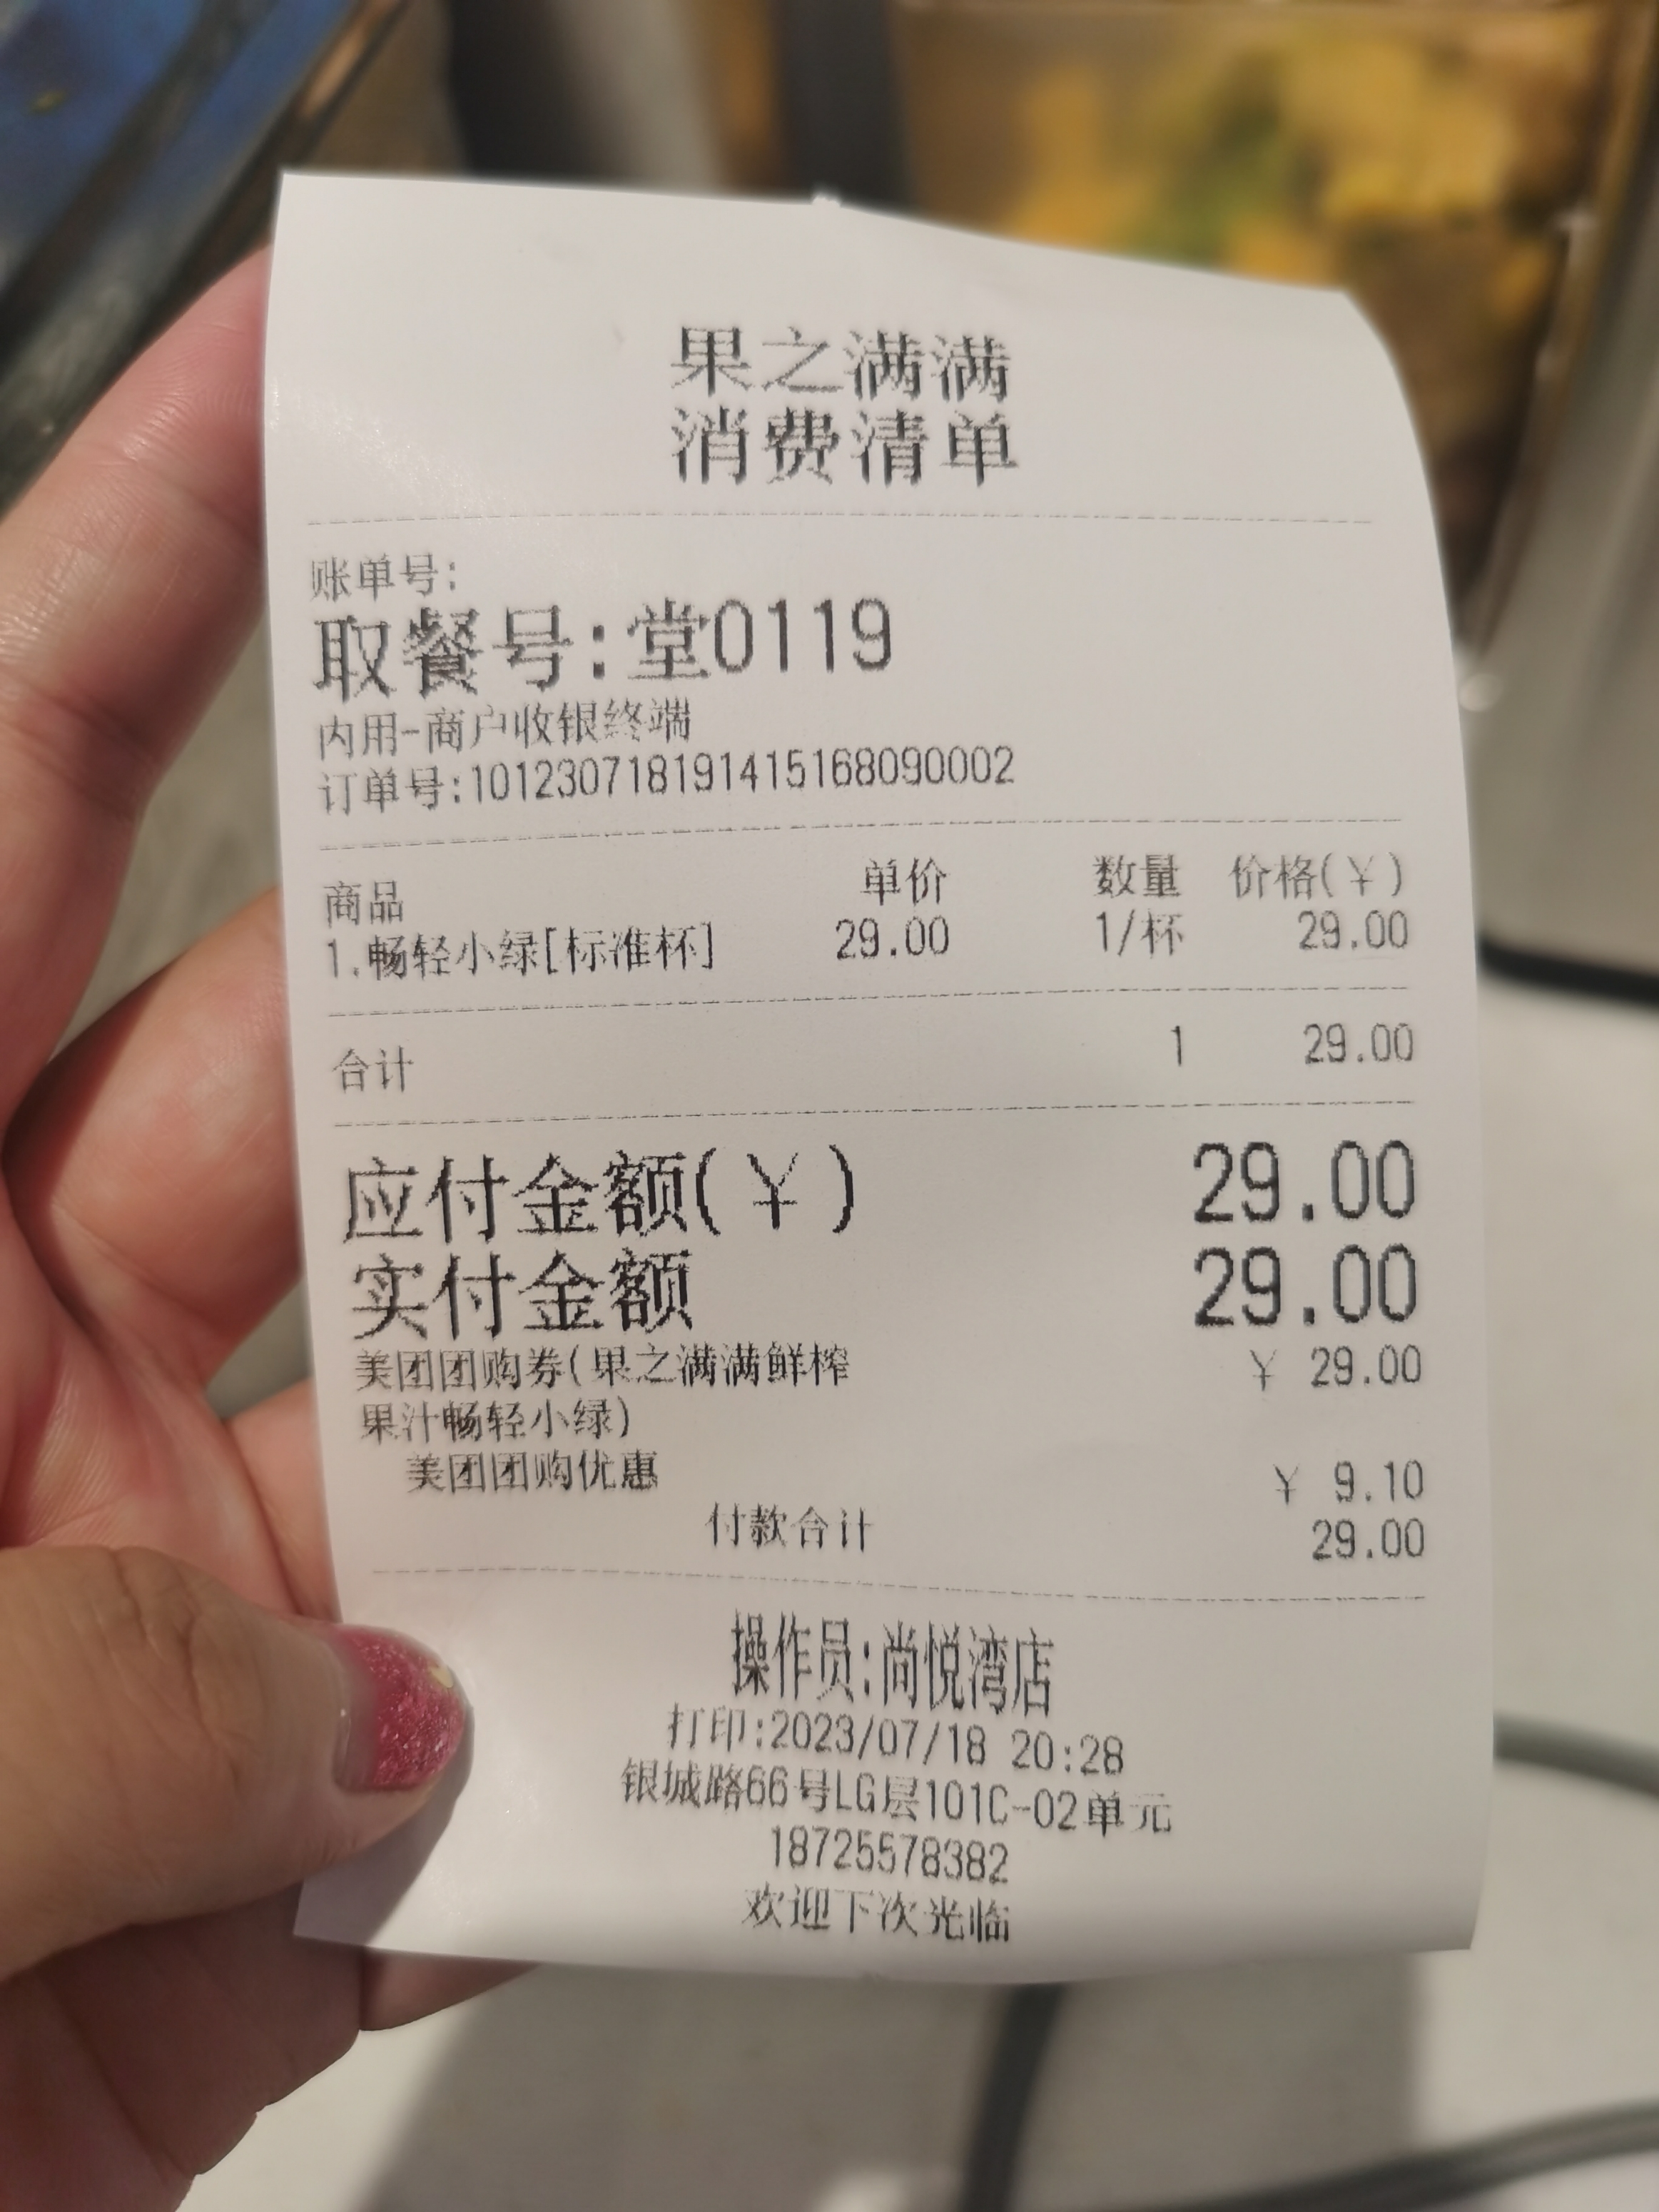 果之满满
消费清单
账单号:
取餐号:堂0119
内用-商户收银终端
订单号:101230718191415168090002
商品 单价 数量 价格(¥)
1.畅轻小绿[标准杯] 29.00 1/杯 29.00
合计 1 29.00
应付金额(¥) 29.00
实付金额 29.00
美团团购券(果之满满鲜榨 ¥ 29.00
果汁畅轻小绿)
美团团购优惠 ¥ 9.10
付款合计 29.00
操作员:尚悦湾店
打印:2023/07/18 20:28
银城路66号LG层101C-02单元
18725578382
欢迎下次光临